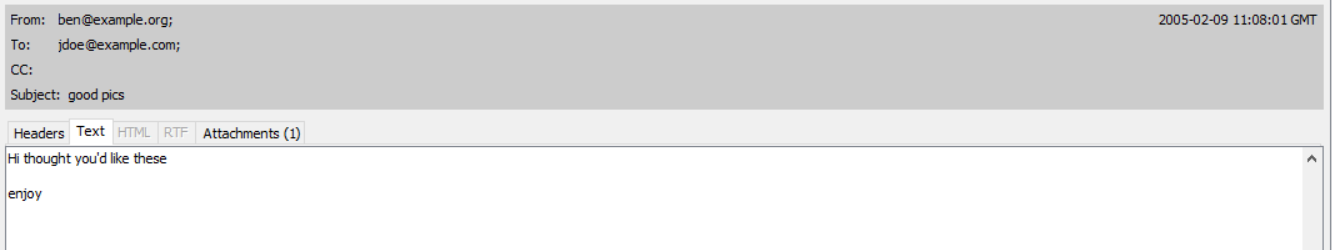 From: ben@example.org; 2005-02-09 11:08:01 GMT
To: jdoe@example.com;
CC:
Subject: good pics
Headers Text HTML RTF Attachments (1)
Hi thought you'd like these
enjoy